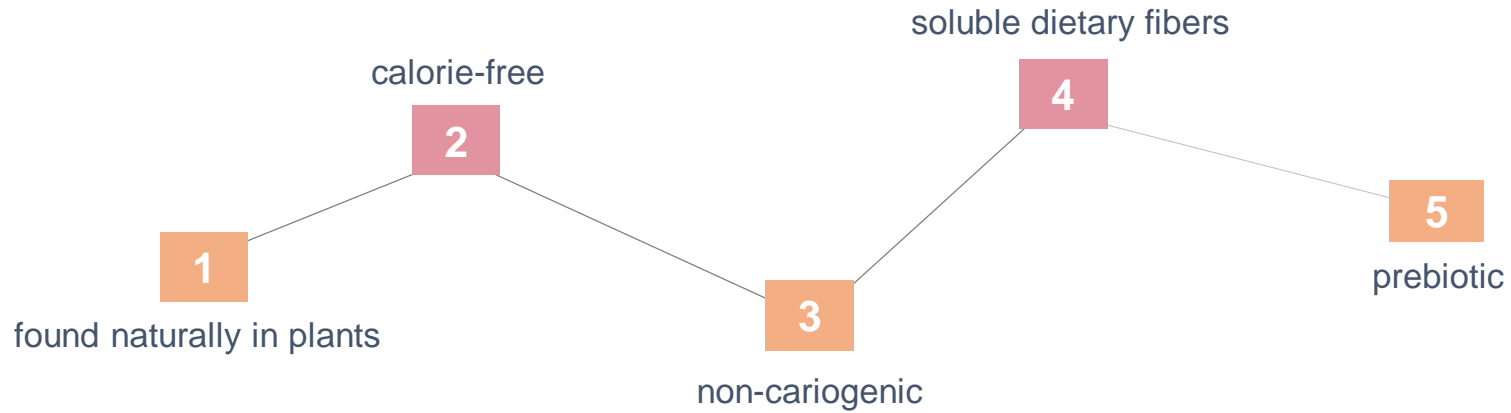 1
found naturally in plants
calorie-free
2
3
non-cariogenic
soluble dietary fibers
4
5
prebiotic